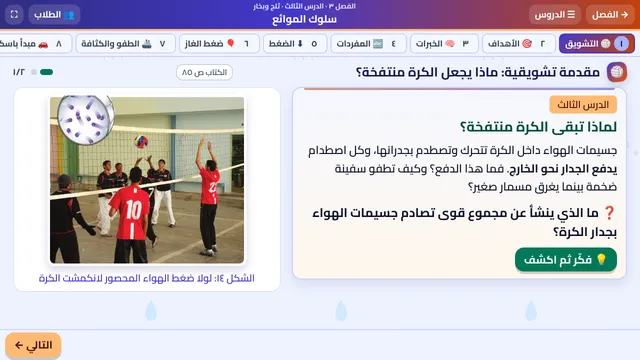 → الفصل
☰ الدروس
الفصل ٣ · الدرس الثالث · ثلج وبخار
سلوك الموائع
👥 الطلاب
١ 🏐 التشويق
٢ 🎯 الأهداف
٣ 🧠 الخبرات
٤ 🔤 المفردات
٥ ⬇ الضغط
٦ 🎈 ضغط الغاز
٧ 🚢 الطفو والكثافة
٨ 🚗 مبدأ باسكا
مقدمة تشويقية: ماذا يجعل الكرة منتفخة؟
الكتاب ص ٨٥
١/٢
الدرس الثالث
لماذا تبقى الكرة منتفخة؟
جسيمات الهواء داخل الكرة تتحرك وتصطدم بجدرانها، وكل اصطدام
يدفع الجدار نحو الخارج. فما هذا الدفع؟ وكيف تطفو سفينة
ضخمة بينما يغرق مسمار صغير؟
❓ ما الذي ينشأ عن مجموع قوى تصادم جسيمات الهواء
بجدار الكرة؟
💡 فكّر ثم اكشف
10
الشكل ١٤: لولا ضغط الهواء المحصور لانكمشت الكرة
التالي ←